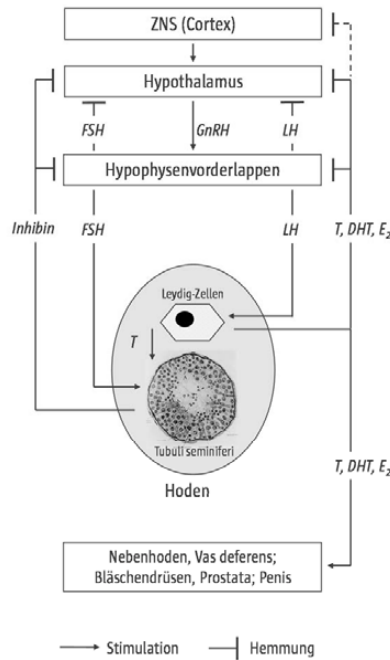 ZNS (Cortex)
Hypothalamus
FSH
GnRH
LH
Hypophysenvorderlappen
Inhibin
FSH
LH
T, DHT, E₂
Leydig-Zellen
T
Tubuli seminiferi
Hoden
T, DHT, E₂
Nebenhoden, Vas deferens;
Bläschendrüsen, Prostata; Penis
Stimulation
Hemmung